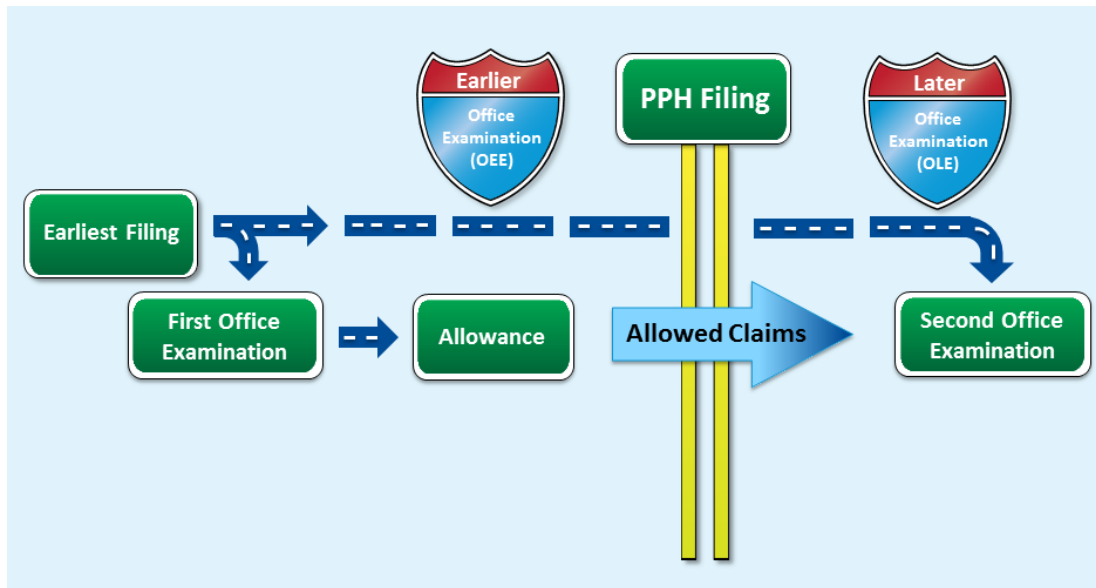 Earlier
Office
Examination
(OEE)
PPH Filing
Later
Office
Examination
(OLE)
Earliest Filing
First Office
Examination
Allowance
Allowed Claims
Second Office
Examination